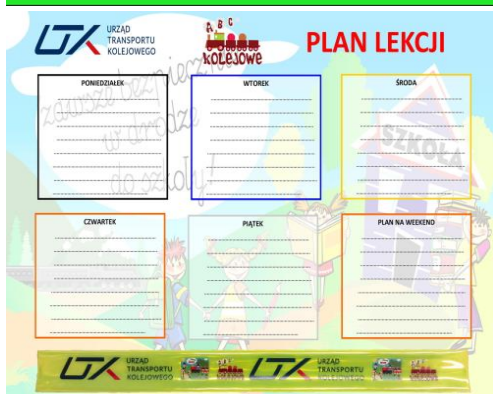 UTK URZĄD
TRANSPORTU
KOLEJOWEGO
A B C
KOLEJOWE
PLAN LEKCJI
PONIEDZIAŁEK
WTOREK
ŚRODA
zawsze bezpiecznie
w drodze
do szkoły!
SZKOŁA
CZWARTEK
PIĄTEK
PLAN NA WEEKEND
UTK URZĄD
TRANSPORTU
KOLEJOWEGO
UTK URZĄD
TRANSPORTU
KOLEJOWEGO